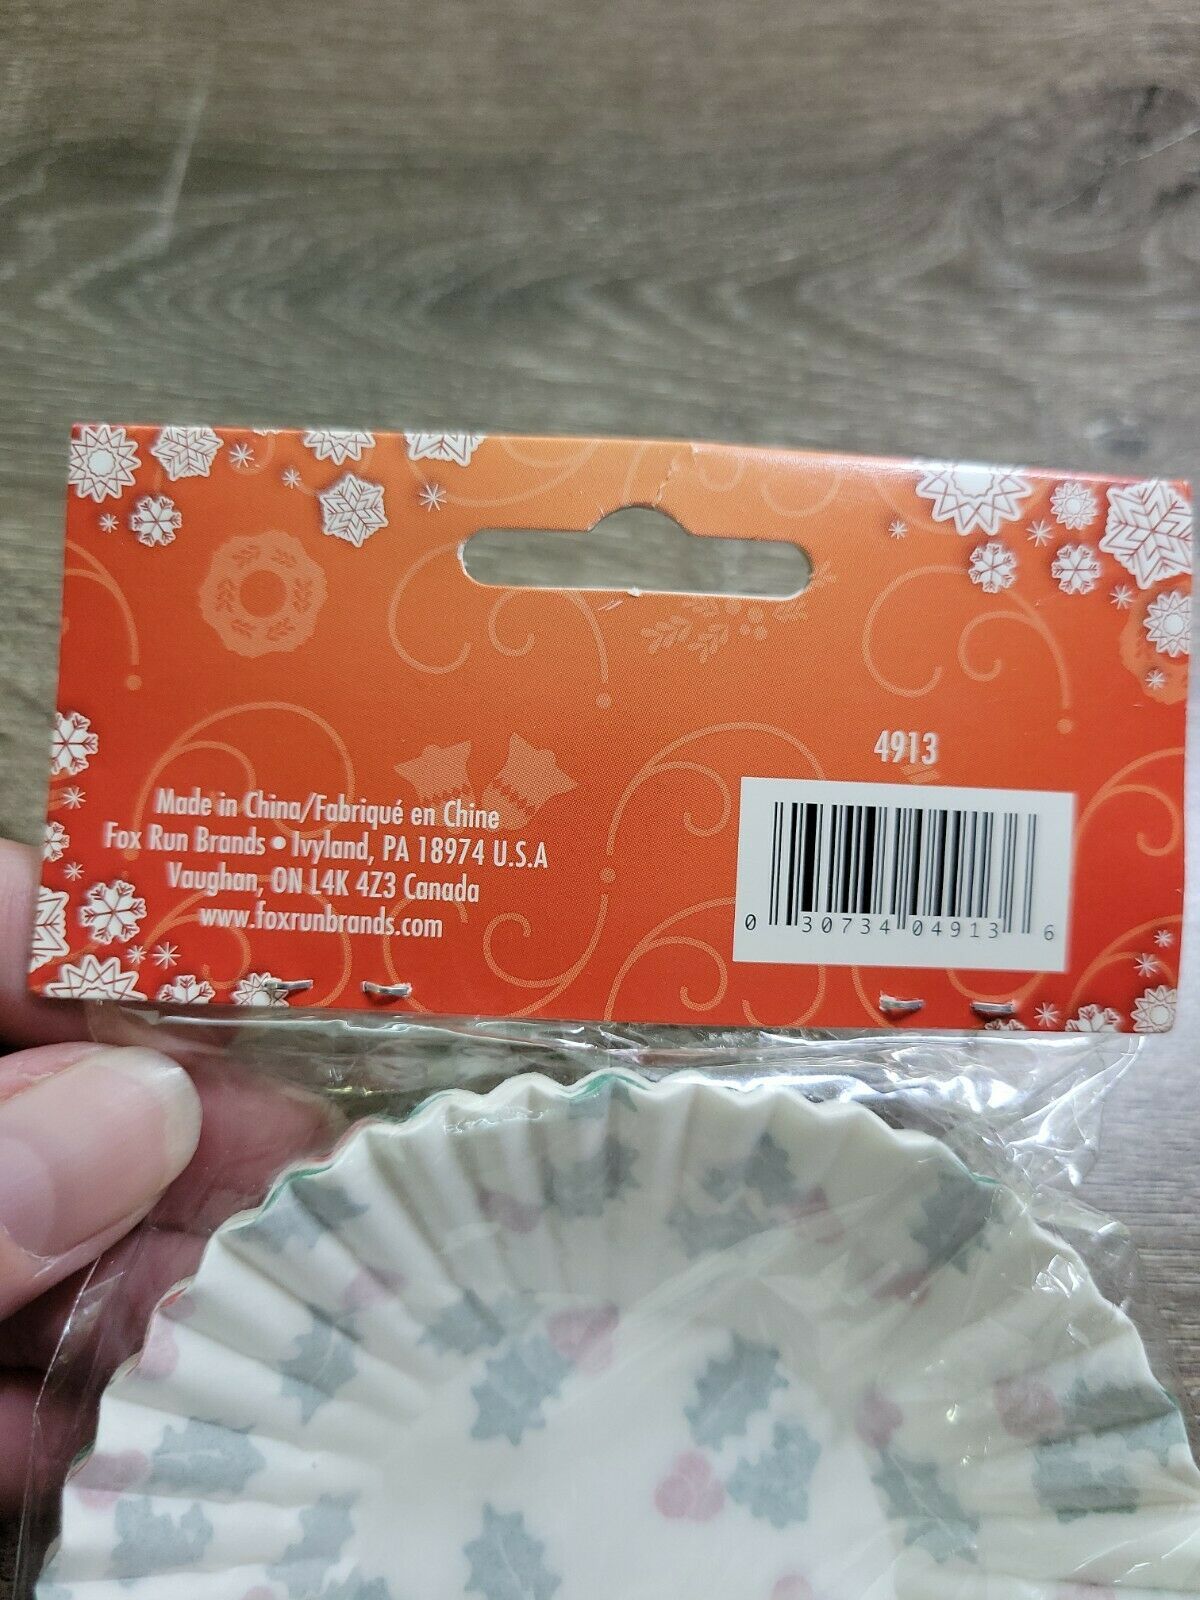 4913
Made in China/Fabriqué en Chine
Fox Run Brands • Ivyland, PA 18974 U.S.A
Vaughan, ON L4K 4Z3 Canada
www.foxrunbrands.com
0 30734 04913 6